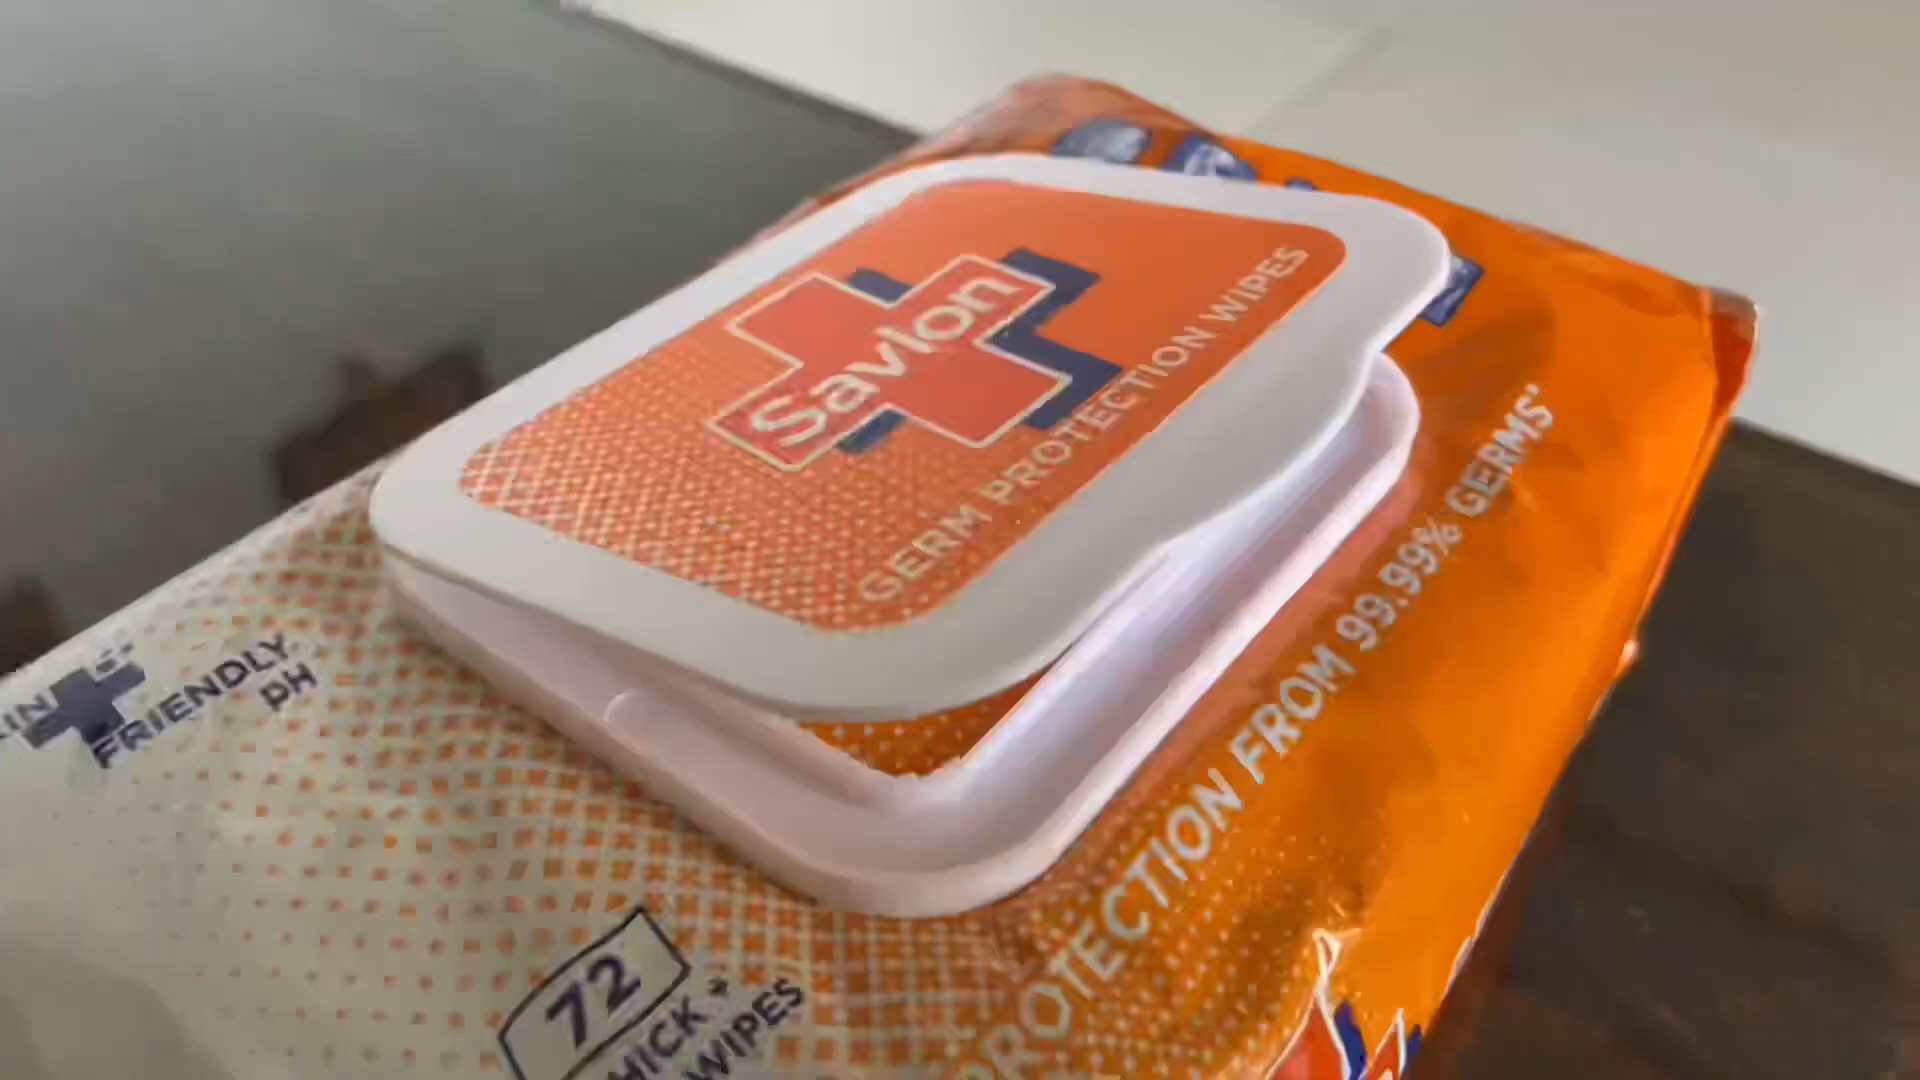 Savlon
GERM PROTECTION WIPES
PROTECTION FROM 99.99% GERMS*
FRIENDLY
PH
72
WIPES